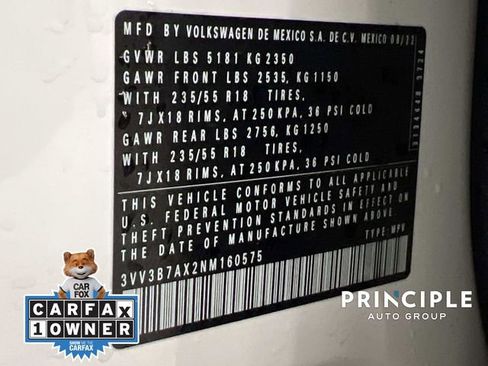 MFD BY VOLKSWAGEN DE MEXICO S.A. DE C.V. MEXICO
GVWR LBS 5181 KG 2350
GAWR FRONT LBS 2535, KG 1150
WITH 235/55 R18 TIRES,
7JX18 RIMS, AT 250 KPA, 36 PSI COLD
GAWR REAR LBS 2756, KG 1250
WITH 235/55 R18 TIRES,
7JX18 RIMS, AT 250 KPA, 36 PSI COLD
THIS VEHICLE CONFORMS TO ALL APPLICABLE
U.S. FEDERAL MOTOR VEHICLE SAFETY AND
THEFT PREVENTION STANDARDS IN EFFECT ON
THE DATE OF MANUFACTURE SHOWN ABOVE.
3VV3B7AX2NM160575
TYPE: MPV
CAR
FOX
CARFAX
1 OWNER
SHOW ME THE
CARFAX
PRINCIPLE
AUTO GROUP